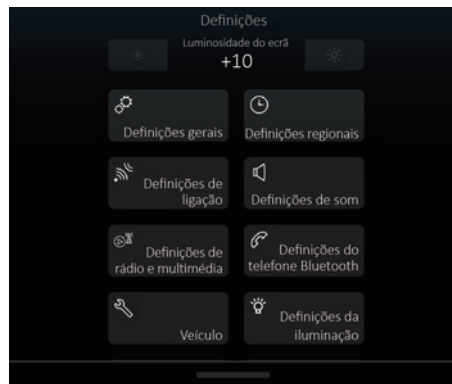 Definições
Luminosidade do ecrã
+10
Definições gerais
Definições regionais
Definições de
ligação
Definições de som
Definições de
rádio e multimédia
Definições do
telefone Bluetooth
Veículo
Definições da
iluminação